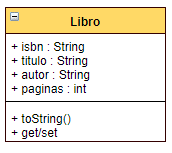 Libro
+ isbn : String
+ titulo : String
+ autor : String
+ paginas : int
+ toString()
+ get/set